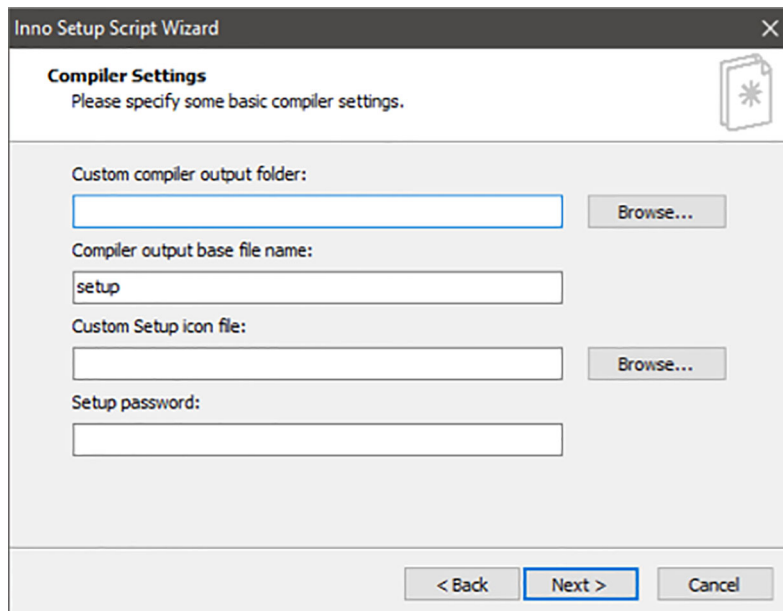 Inno Setup Script Wizard
Compiler Settings
Please specify some basic compiler settings.
Custom compiler output folder:
Browse...
Compiler output base file name:
setup
Custom Setup icon file:
Browse...
Setup password:
< Back Next > Cancel